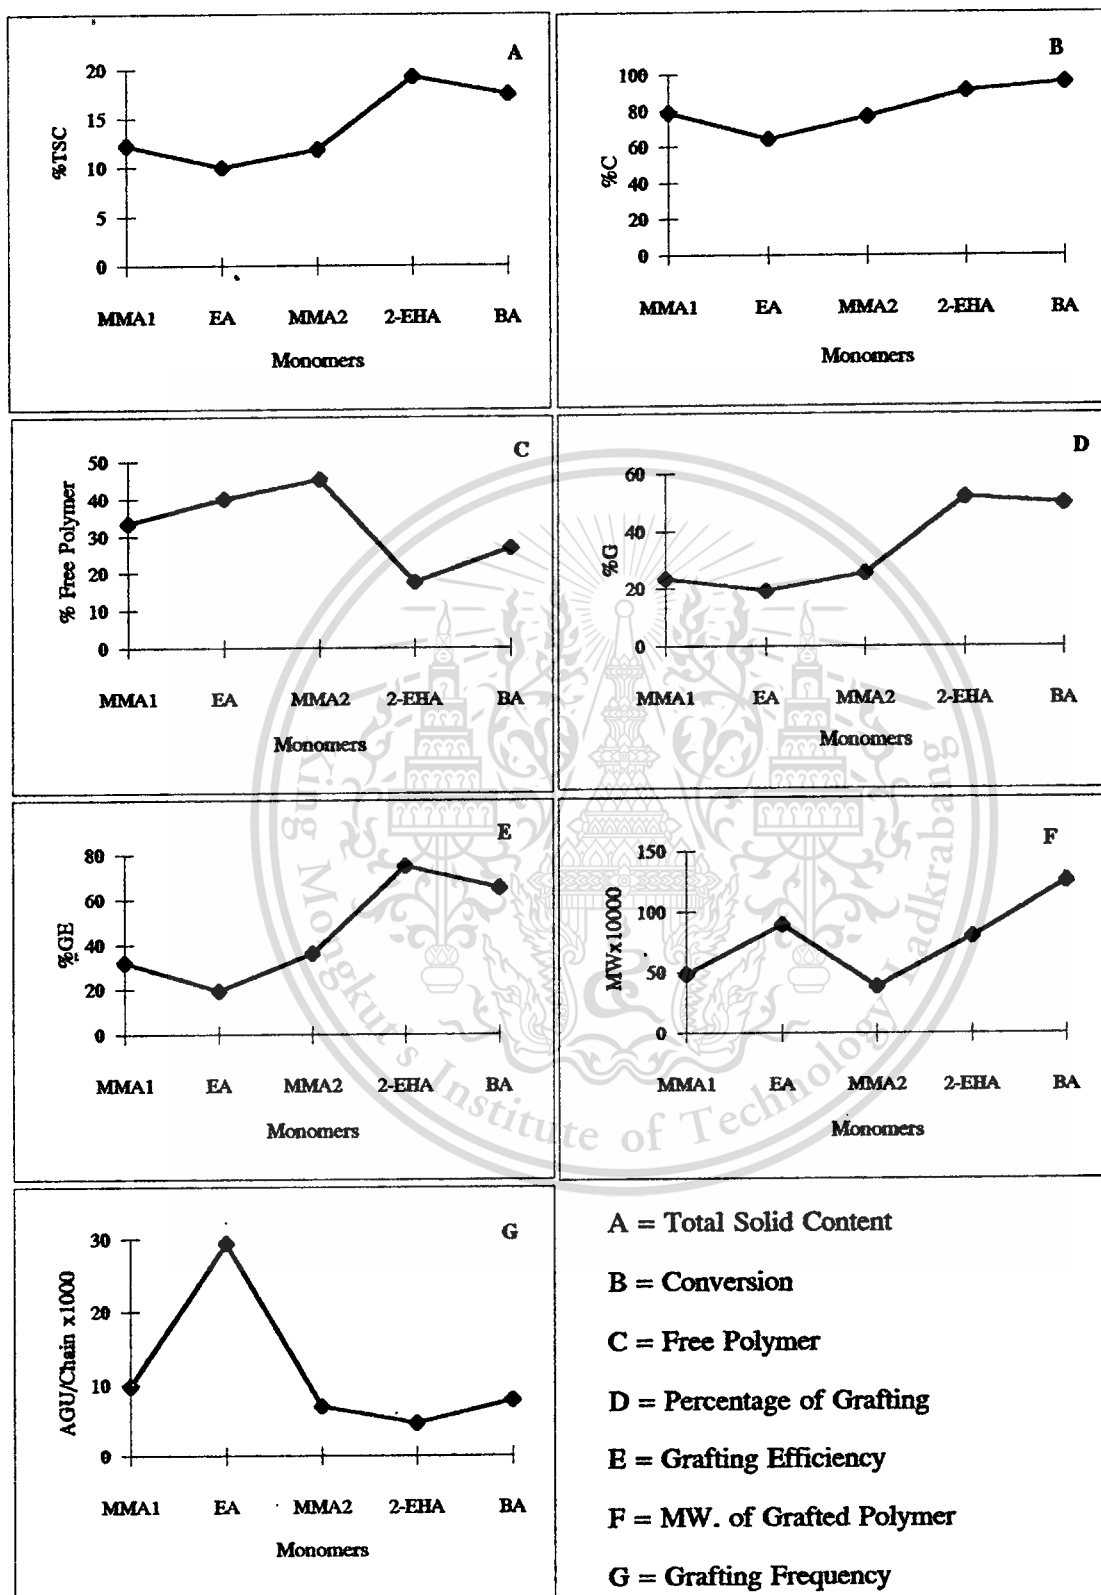 A
%TSC
20
15
10
5
0
MMA1 EA MMA2 2-EHA BA
Monomers
B
%C
100
80
60
40
20
0
MMA1 EA MMA2 2-EHA BA
Monomers
C
% Free Polymer
50
40
30
20
10
0
MMA1 EA MMA2 2-EHA BA
Monomers
D
%G
60
40
20
0
MMA1 EA MMA2 2-EHA BA
Monomers
E
%GE
80
60
40
20
0
MMA1 EA MMA2 2-EHA BA
Monomers
F
MWx10000
150
100
50
0
MMA1 EA MMA2 2-EHA BA
Monomers
G
AGU/Chain x1000
30
20
10
0
MMA1 EA MMA2 2-EHA BA
Monomers
A = Total Solid Content
B = Conversion
C = Free Polymer
D = Percentage of Grafting
E = Grafting Efficiency
F = MW. of Grafted Polymer
G = Grafting Frequency
King Mongkut's Institute of Technology Ladkrabang